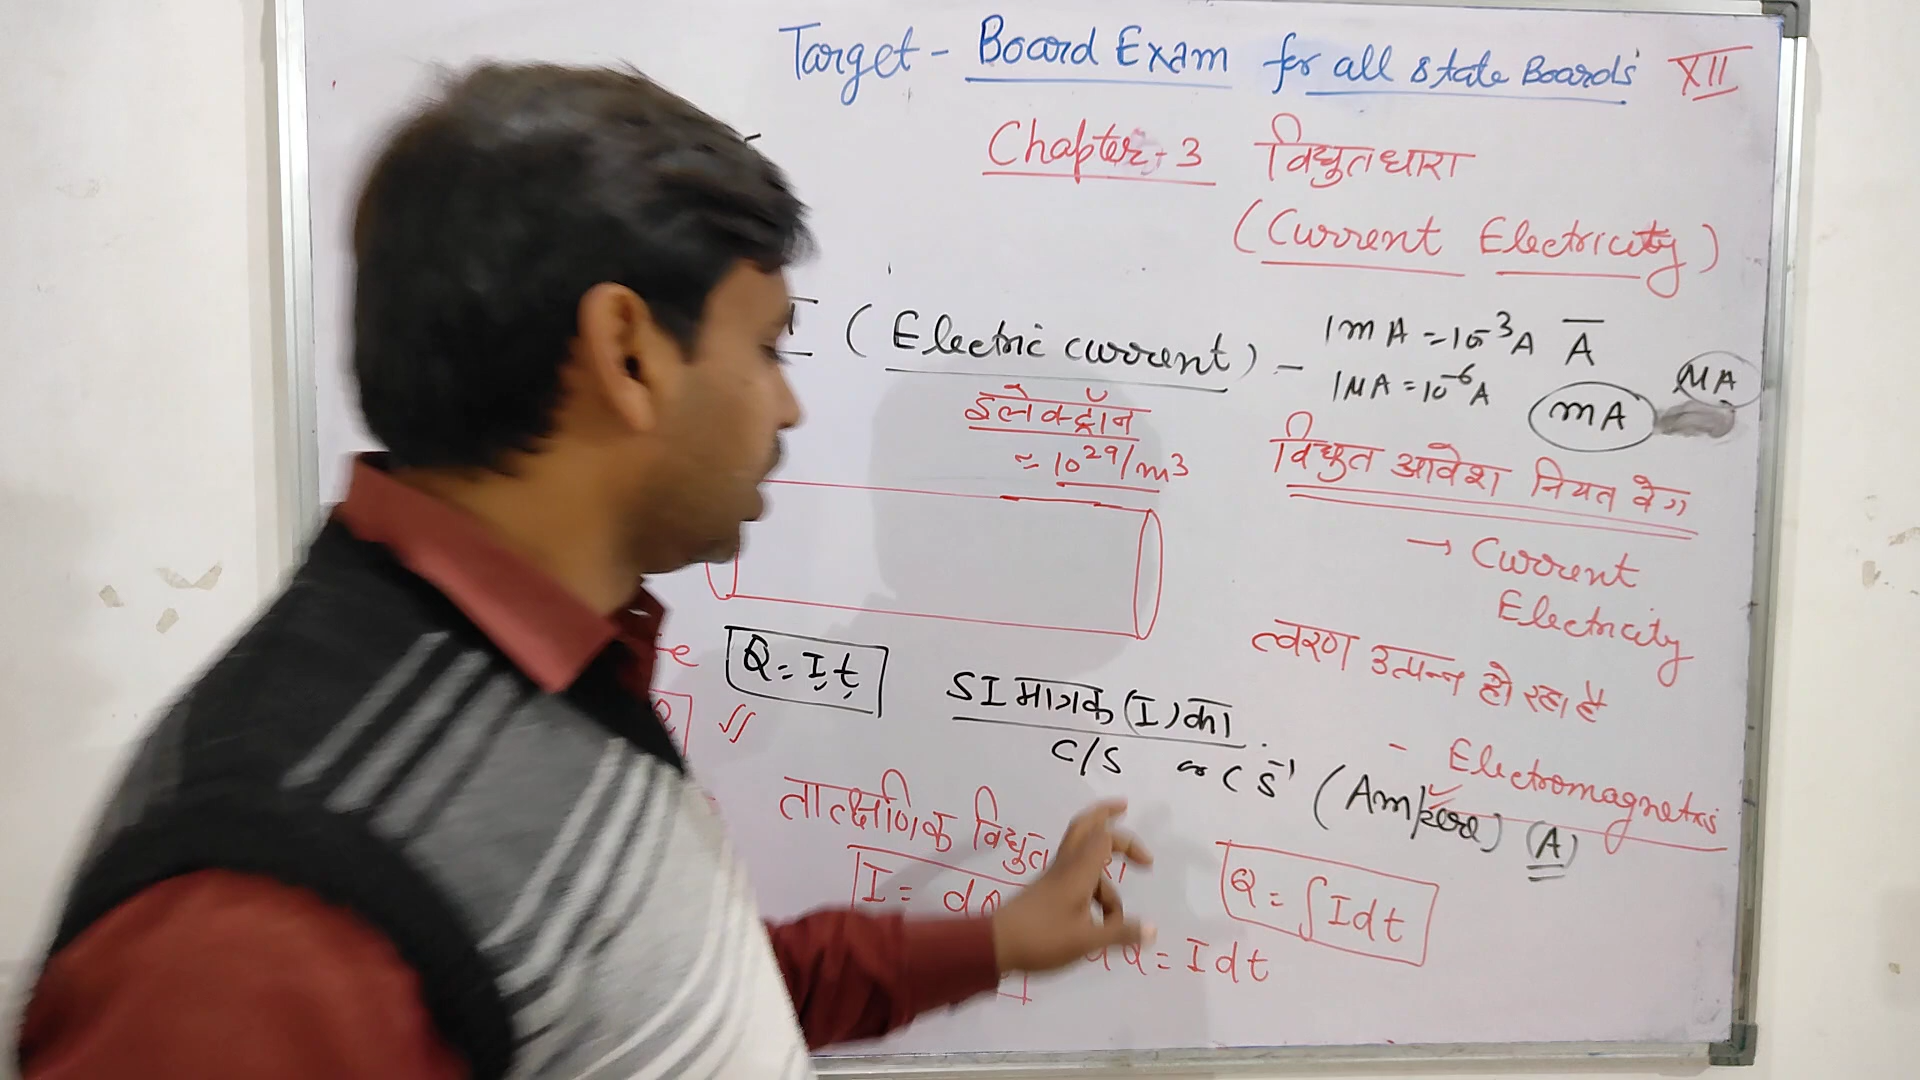 Target - Board Exam for all state Boards XII
Chapter - 3 विद्युतधारा
(Current Electricity)
(Electric current) -
1mA = 10⁻³A A
1μA = 10⁻⁶A
mA
μA
इलैक्ट्रॉन
≈ 10²⁹/m³
विद्युत आवेश नियत वेग
→ Current
Electricity
त्वरण उत्पन्न हो रहा है
- Electromagnetics
Q = It
SI मात्रक (I) का
C/S or C S⁻¹ (Ampere) (A)
तात्क्षणिक विद्युत
I =
Q = ∫Idt
= Idt